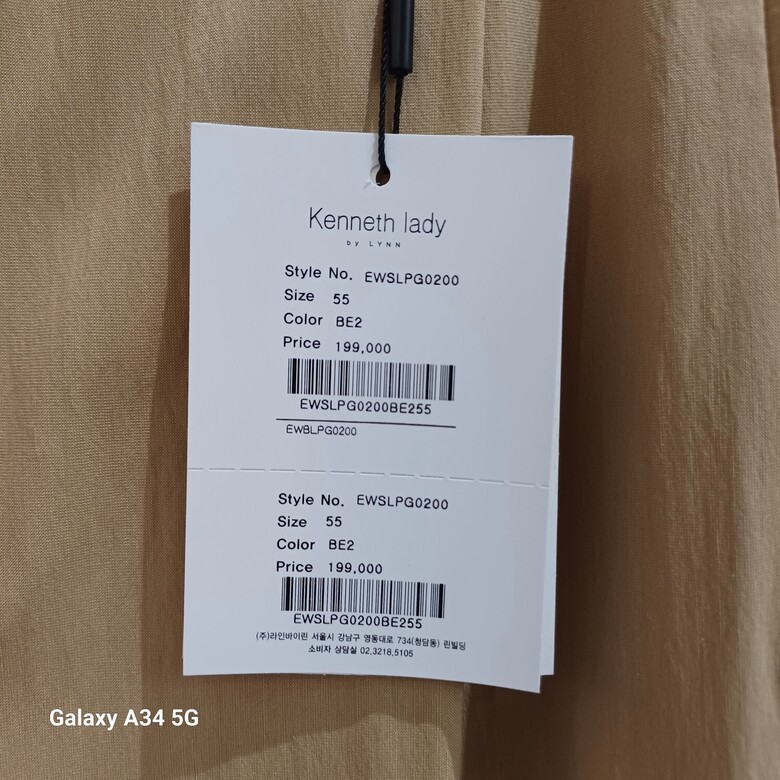 Kenneth lady
by LYNN
Style No. EWSLPG0200
Size 55
Color BE2
Price 199,000
EWSLPG0200BE255
EWBLPG0200
Style No. EWSLPG0200
Size 55
Color BE2
Price 199,000
EWSLPG0200BE255
(주)라인바이린 서울시 강남구 영동대로 734(청담동) 린빌딩
소비자 상담실 02.3218.5105
Galaxy A34 5G